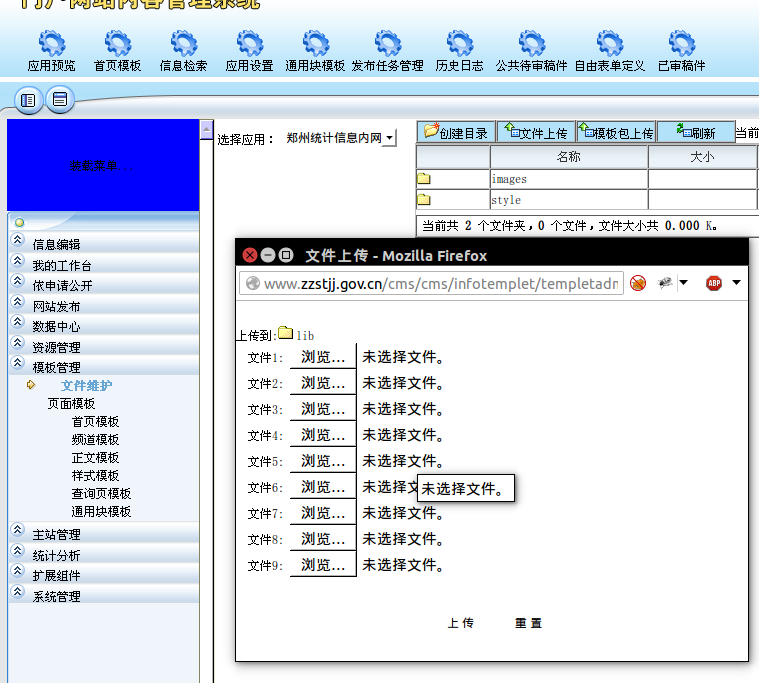 门户网站内容管理系统
应用预览 首页模板 信息检索 应用设置 通用块模板 发布任务管理 历史日志 公共待审稿件 自由表单定义 已审稿件
选择应用： 郑州统计信息内网
创建目录 文件上传 模板包上传 刷新 当前
名称 大小
images
style
当前共 2 个文件夹,0 个文件,文件大小共 0.000 K。
信息编辑
我的工作台
依申请公开
网站发布
数据中心
资源管理
模板管理
文件维护
页面模板
首页模板
频道模板
正文模板
样式模板
查询页模板
通用块模板
主站管理
统计分析
扩展组件
系统管理
文件上传 - Mozilla Firefox
www.zzstjj.gov.cn/cms/cms/infotemplet/templetadm
ABP
上传到: lib
文件1: 浏览... 未选择文件。
文件2: 浏览... 未选择文件。
文件3: 浏览... 未选择文件。
文件4: 浏览... 未选择文件。
文件5: 浏览... 未选择文件。
文件6: 浏览... 未选择文件。
文件7: 浏览... 未选择文件。
文件8: 浏览... 未选择文件。
文件9: 浏览... 未选择文件。
上传 重置